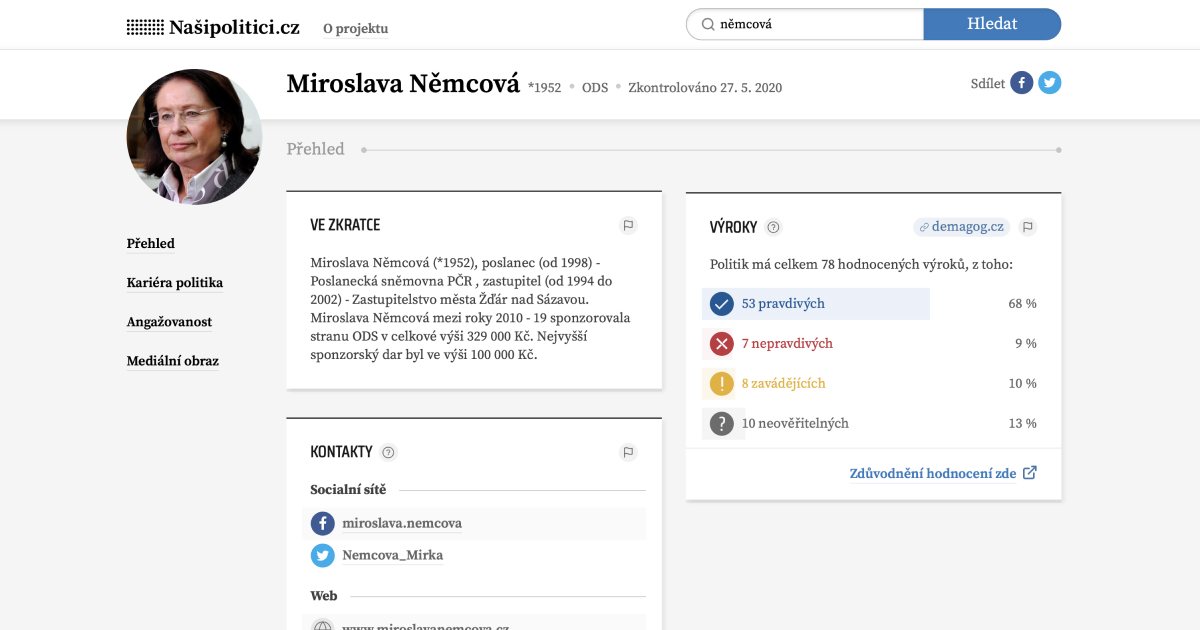 Našipolitici.cz
O projektu
němcová
Hledat
Miroslava Němcová *1952 • ODS • Zkontrolováno 27. 5. 2020
Sdílet
Přehled
Přehled
Kariéra politika
Angažovanost
Mediální obraz
VE ZKRATCE
Miroslava Němcová (*1952), poslanec (od 1998) -
Poslanecká sněmovna PČR , zastupitel (od 1994 do
2002) - Zastupitelstvo města Žďár nad Sázavou.
Miroslava Němcová mezi roky 2010 - 19 sponzorovala
stranu ODS v celkové výši 329 000 Kč. Nejvyšší
sponzorský dar byl ve výši 100 000 Kč.
KONTAKTY ?
Socialní sítě
miroslava.nemcova
Nemcova_Mirka
Web
www.miroslavanemcova.cz
VÝROKY ?
demagog.cz
Politik má celkem 78 hodnocených výroků, z toho:
53 pravdivých 68 %
7 nepravdivých 9 %
8 zavádějících 10 %
10 neověřitelných 13 %
Zdůvodnění hodnocení zde